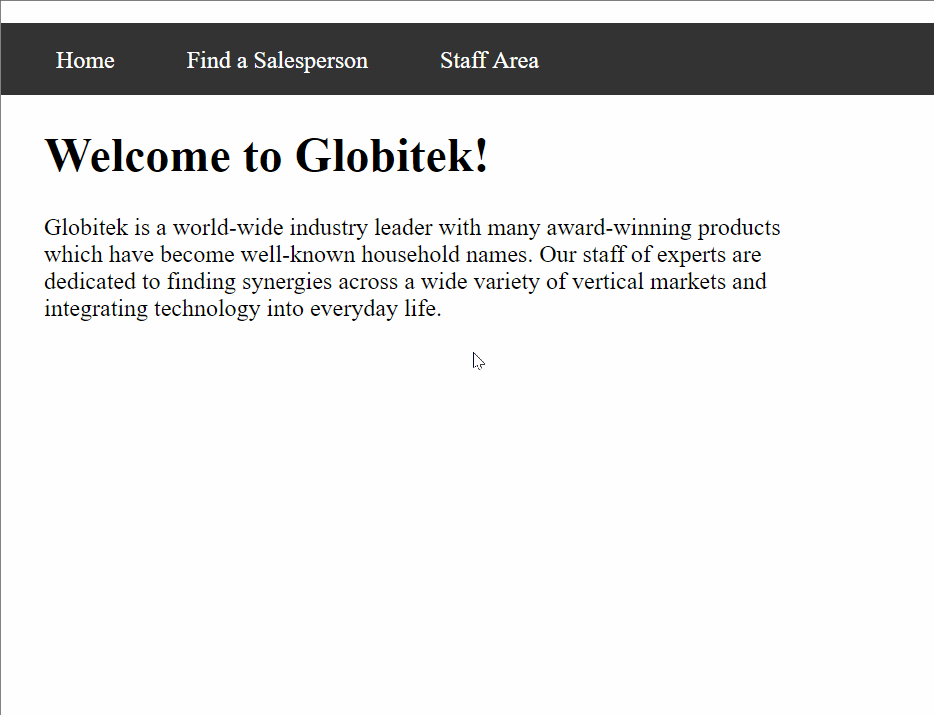 Home Find a Salesperson Staff Area
Welcome to Globitek!
Globitek is a world-wide industry leader with many award-winning products
which have become well-known household names. Our staff of experts are
dedicated to finding synergies across a wide variety of vertical markets and
integrating technology into everyday life.